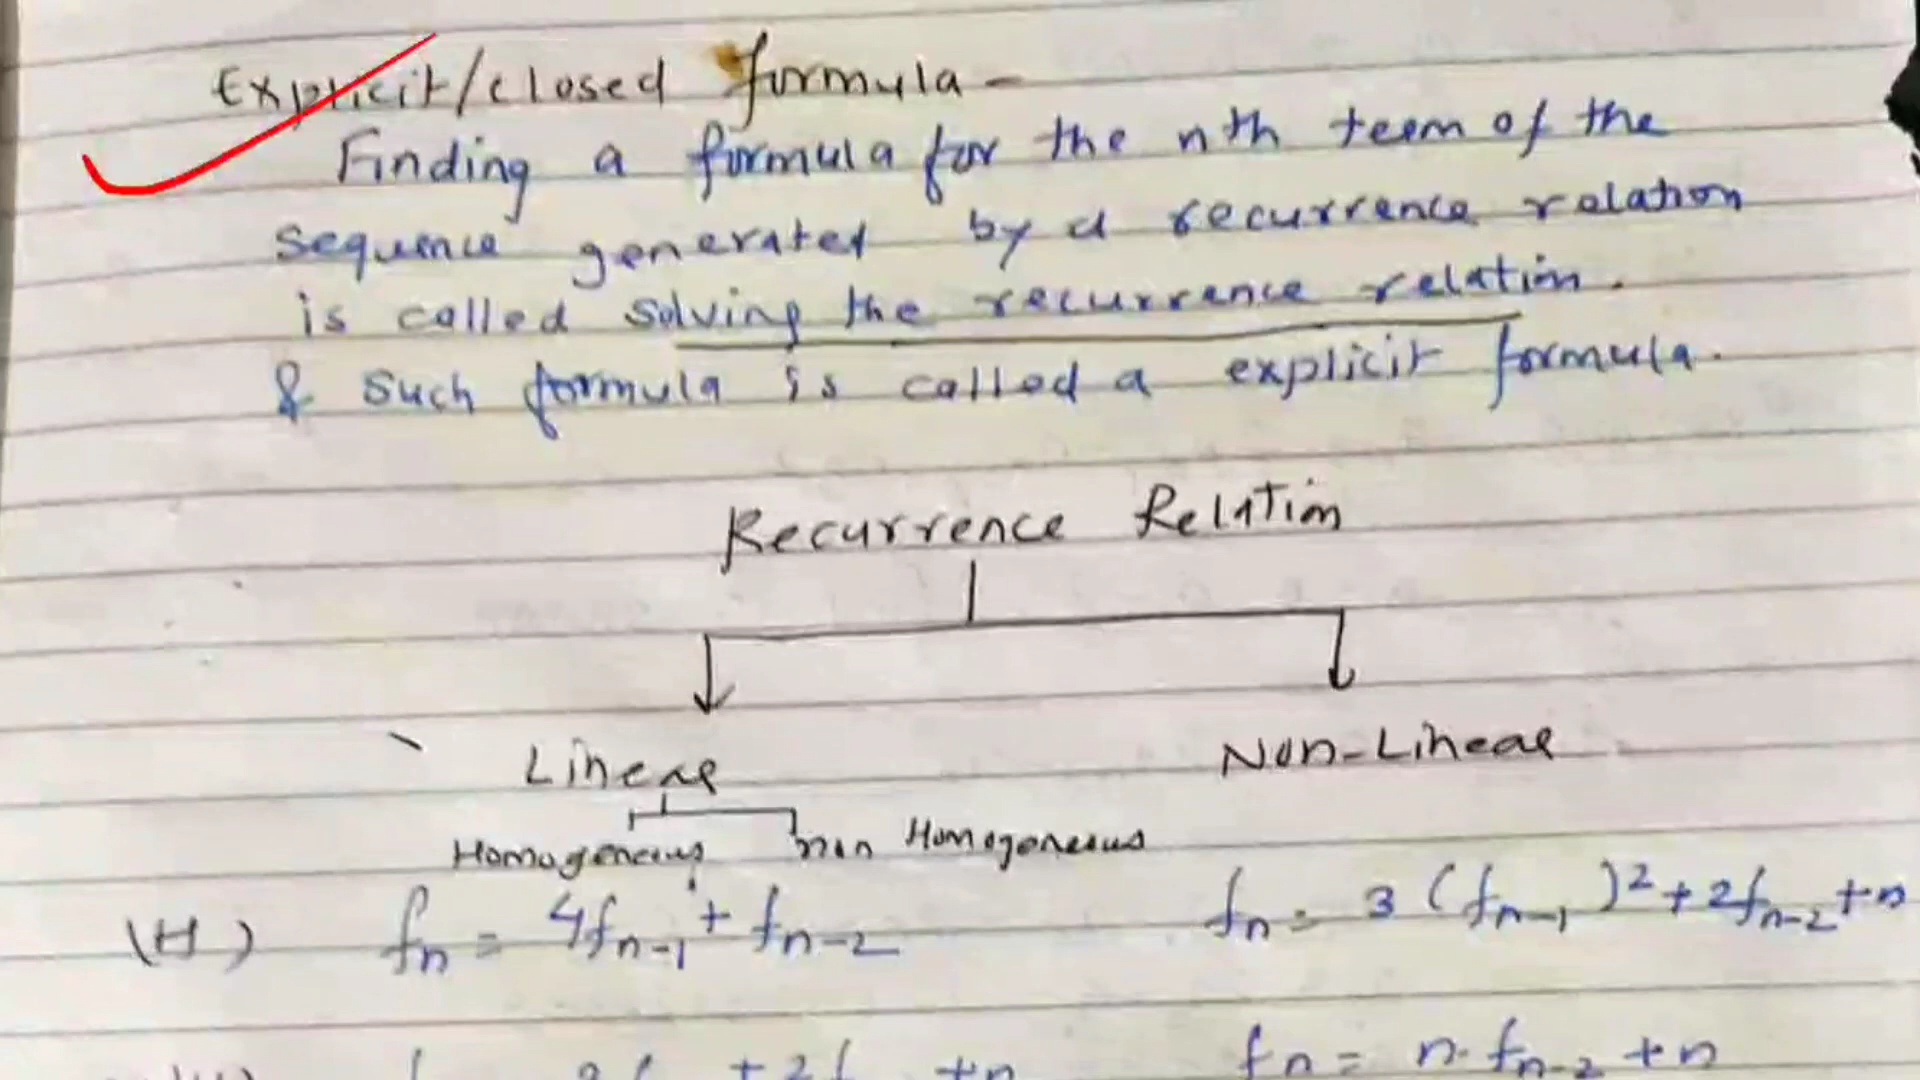 Explicit/closed formula -
Finding a formula for the nth term of the
sequence generated by a recurrence relation
is called solving the recurrence relation.
& such formula is called a explicit formula.
Recurrence Relation
Linear Non-Linear
Homogeneous non Homogeneous
(H) fn = 4fn-1 + fn-2 fn = 3 (fn-1)² + 2fn-2 + n
+2f +n fn = n. fn-2 + n